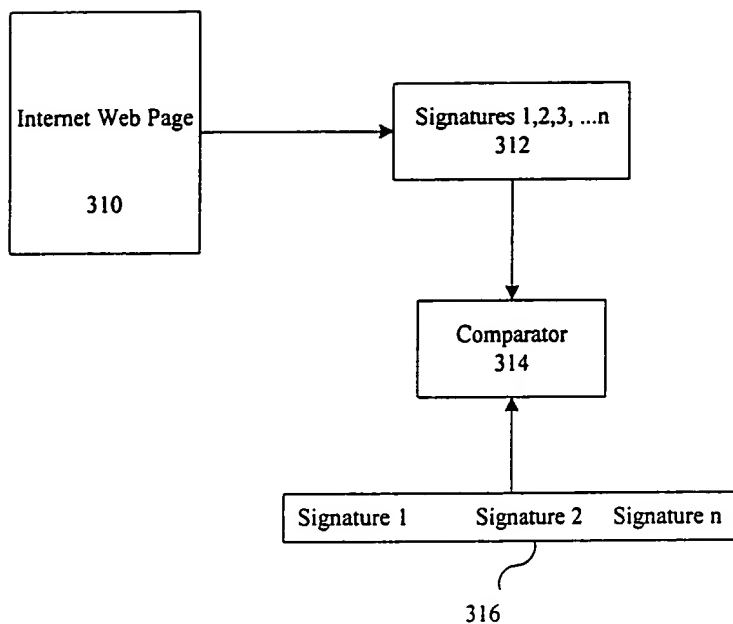 Internet Web Page
310
Signatures 1,2,3, ...n
312
Comparator
314
Signature 1 Signature 2 Signature n
316